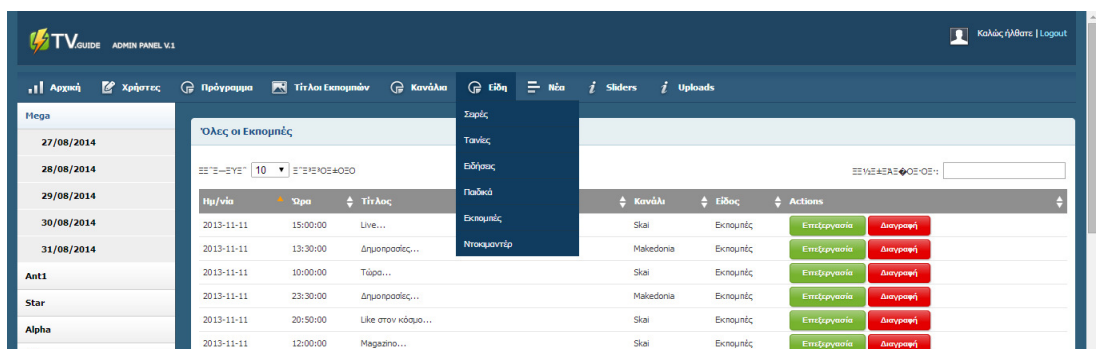 TV.GUIDE ADMIN PANEL V.1
Καλώς ήλθατε | Logout
Αρχική Χρήστες Πρόγραμμα Τίτλοι Εκπομπών Κανάλια Είδη Νέα Sliders Uploads
Mega
27/08/2014
28/08/2014
29/08/2014
30/08/2014
31/08/2014
Ant1
Star
Alpha
Σειρές
Ταινίες
Ειδήσεις
Παιδικά
Εκπομπές
Ντοκιμαντέρ
Όλες οι Εκπομπές
10
Ημ/νία Ώρα Τίτλος Κανάλι Είδος Actions
2013-11-11 15:00:00 Live... Skai Εκπομπές Επεξεργασία Διαγραφή
2013-11-11 13:30:00 Δημοπρασίες... Makedonia Εκπομπές Επεξεργασία Διαγραφή
2013-11-11 10:00:00 Τώρα... Skai Εκπομπές Επεξεργασία Διαγραφή
2013-11-11 23:30:00 Δημοπρασίες... Makedonia Εκπομπές Επεξεργασία Διαγραφή
2013-11-11 20:50:00 Like στον κόσμο... Skai Εκπομπές Επεξεργασία Διαγραφή
2013-11-11 12:00:00 Magazino... Skai Εκπομπές Επεξεργασία Διαγραφή